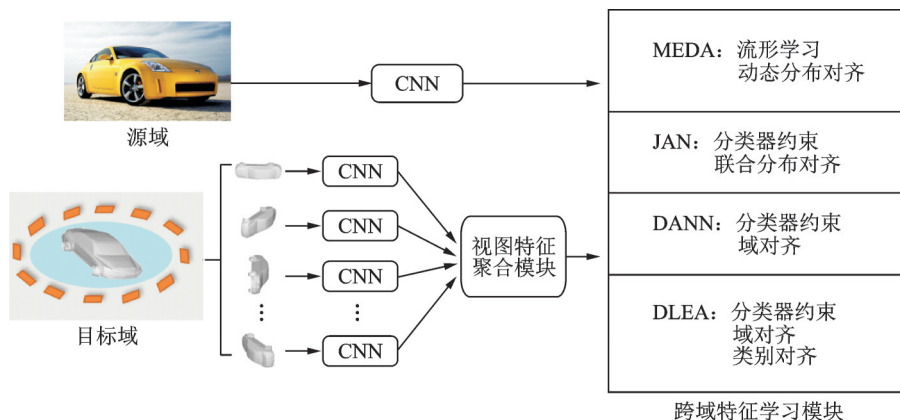 源域
CNN
目标域
CNN
CNN
CNN
CNN
视图特征
聚合模块
MEDA：流形学习
动态分布对齐
JAN：分类器约束
联合分布对齐
DANN：分类器约束
域对齐
DLEA：分类器约束
域对齐
类别对齐
跨域特征学习模块